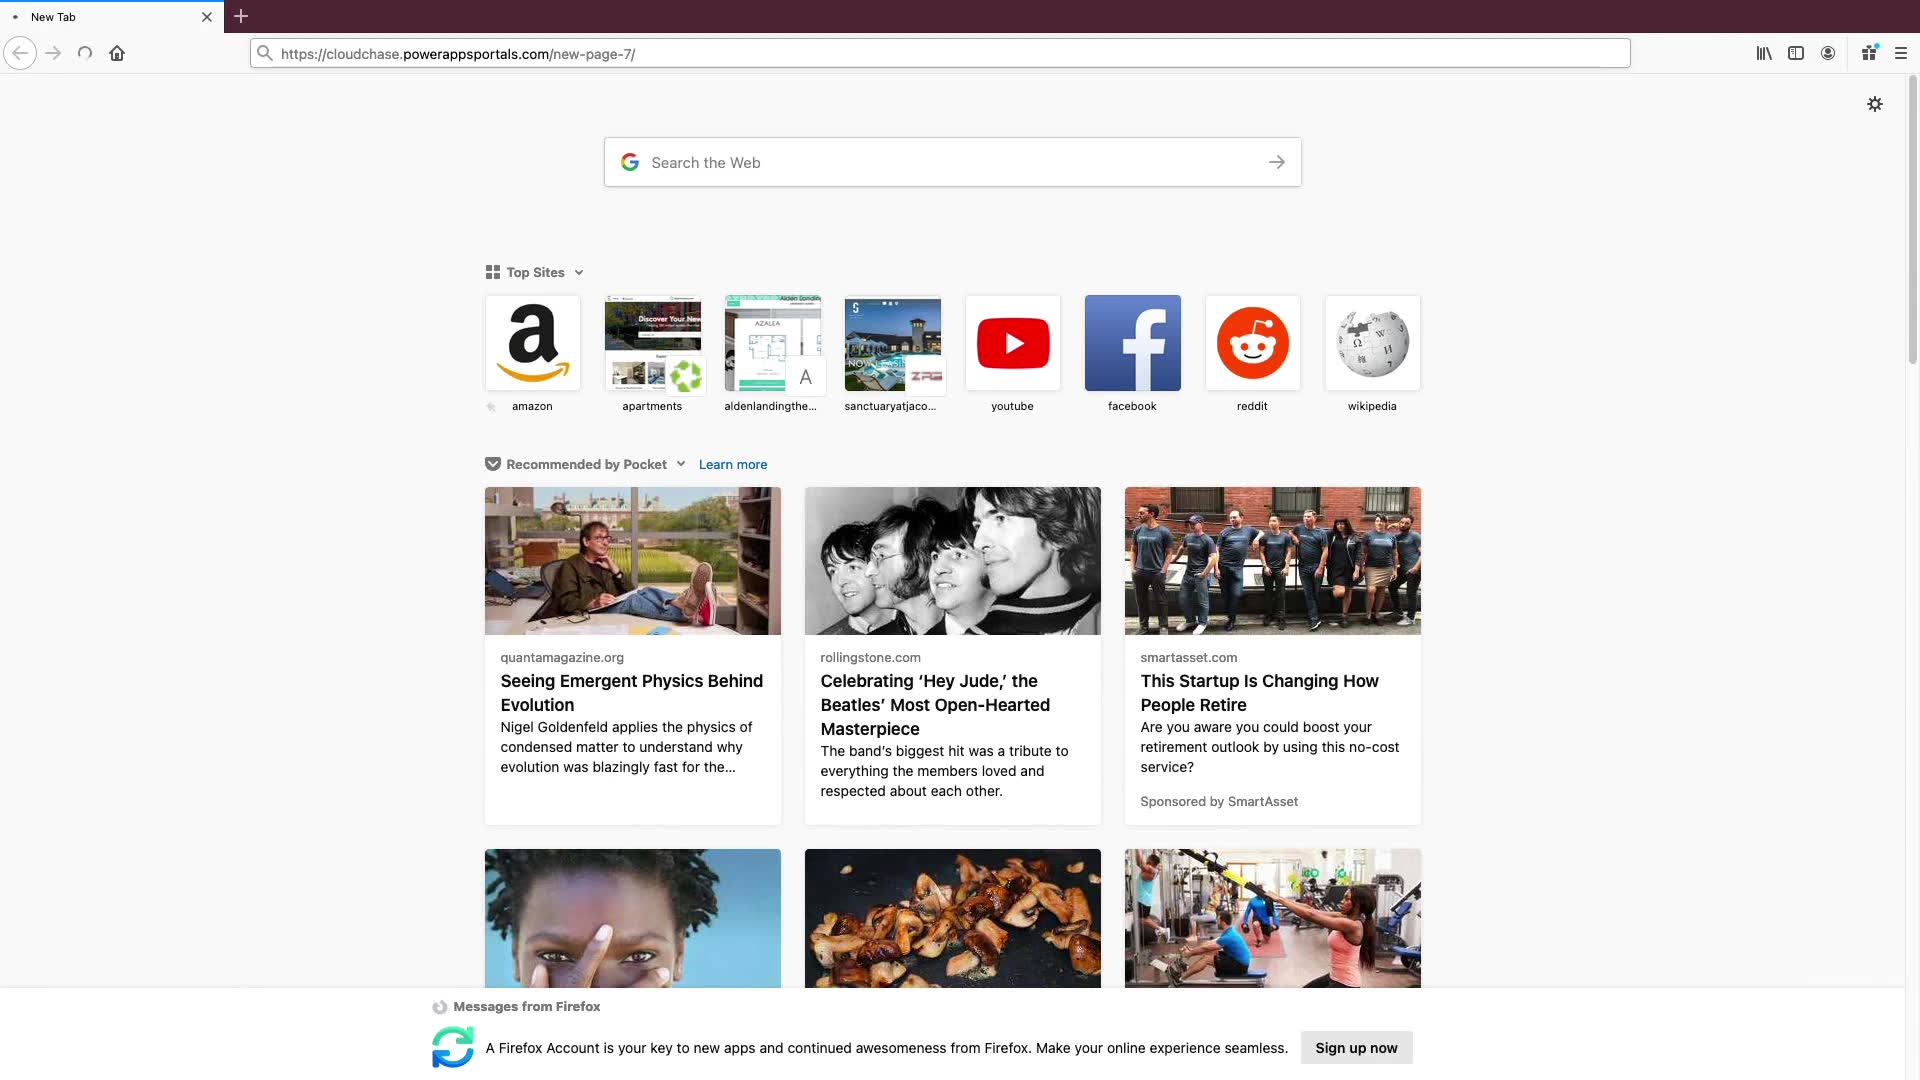 New Tab
https://cloudchase.powerappsportals.com/new-page-7/
Search the Web
Top Sites
DISCOVER Your New
Alden Landing
AZALEA
A
S
NOW LEASING
ZRS
amazon
apartments
aldenlandingthe...
sanctuaryatjaco...
youtube
facebook
reddit
wikipedia
Recommended by Pocket
Learn more
quantamagazine.org
Seeing Emergent Physics Behind
Evolution
Nigel Goldenfeld applies the physics of
condensed matter to understand why
evolution was blazingly fast for the...
rollingstone.com
Celebrating ‘Hey Jude,’ the
Beatles’ Most Open-Hearted
Masterpiece
The band’s biggest hit was a tribute to
everything the members loved and
respected about each other.
smartasset.com
This Startup Is Changing How
People Retire
Are you aware you could boost your
retirement outlook by using this no-cost
service?
Sponsored by SmartAsset
Messages from Firefox
A Firefox Account is your key to new apps and continued awesomeness from Firefox. Make your online experience seamless.
Sign up now